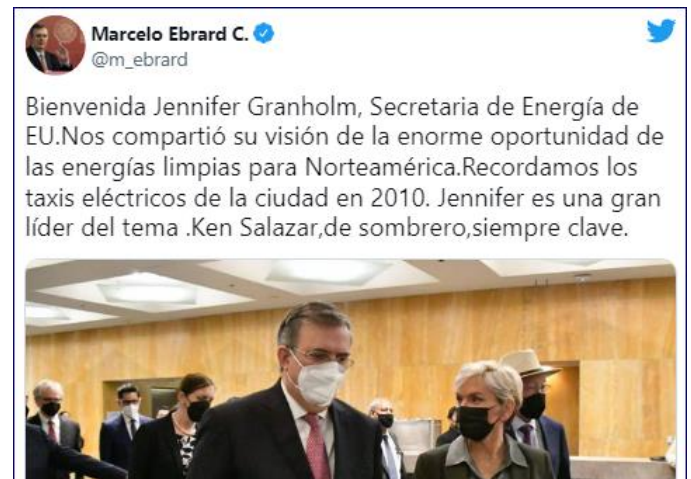 Marcelo Ebrard C.
@m_ebrard
Bienvenida Jennifer Granholm, Secretaria de Energía de
EU.Nos compartió su visión de la enorme oportunidad de
las energías limpias para Norteamérica.Recordamos los
taxis eléctricos de la ciudad en 2010. Jennifer es una gran
líder del tema .Ken Salazar,de sombrero,siempre clave.